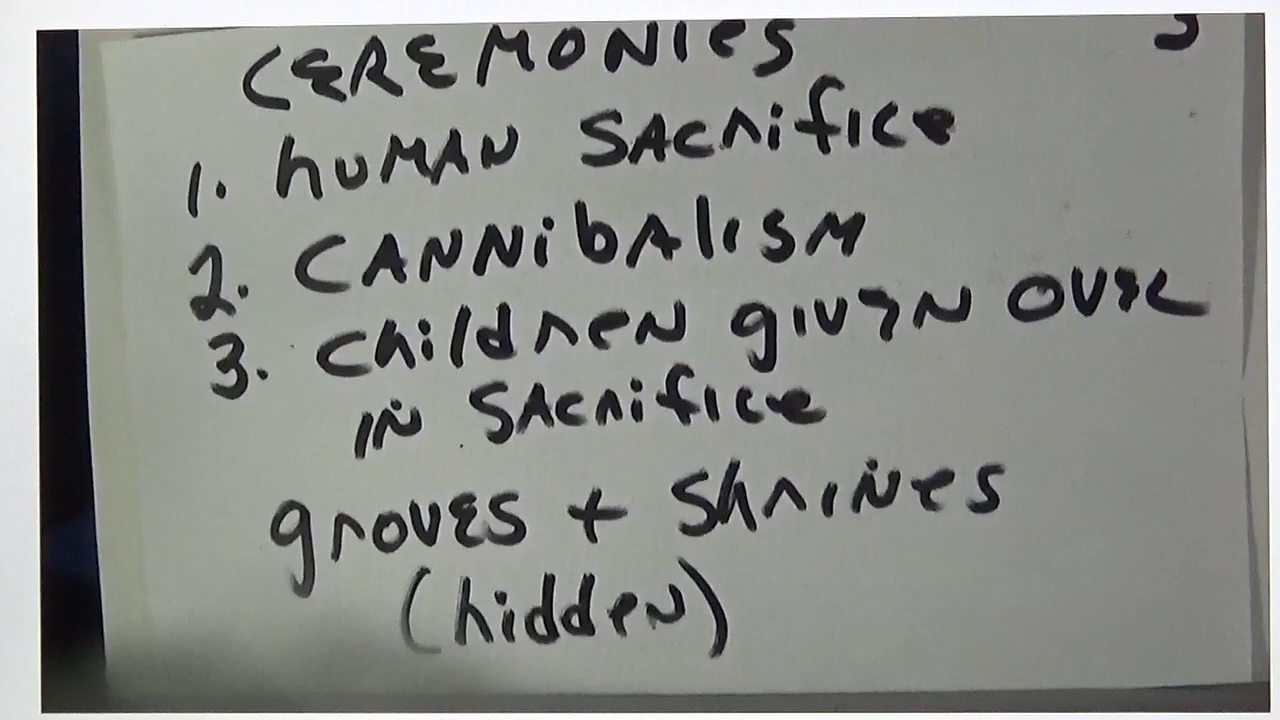 CEREMONIES
1. hUMAN SACrifice
2. CANNibAlISM
3. children given over
in SACrifice
groves + Shrines
(hidden)